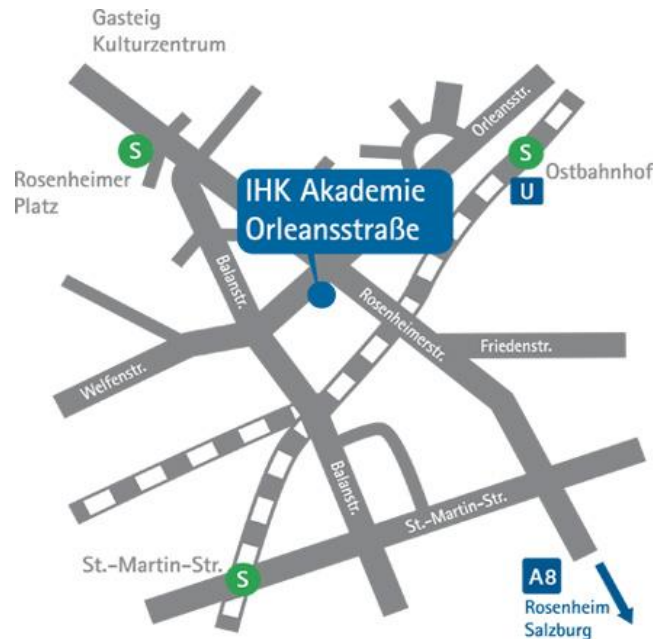 Gasteig
Kulturzentrum
Orleansstr.
S
S
Rosenheimer
Platz
Ostbahnhof
U
IHK Akademie
Orleansstraße
Balanstr.
Rosenheimerstr.
Friedenstr.
Welfenstr.
Balanstr.
St.-Martin-Str.
St.-Martin-Str.
S
A8
Rosenheim
Salzburg